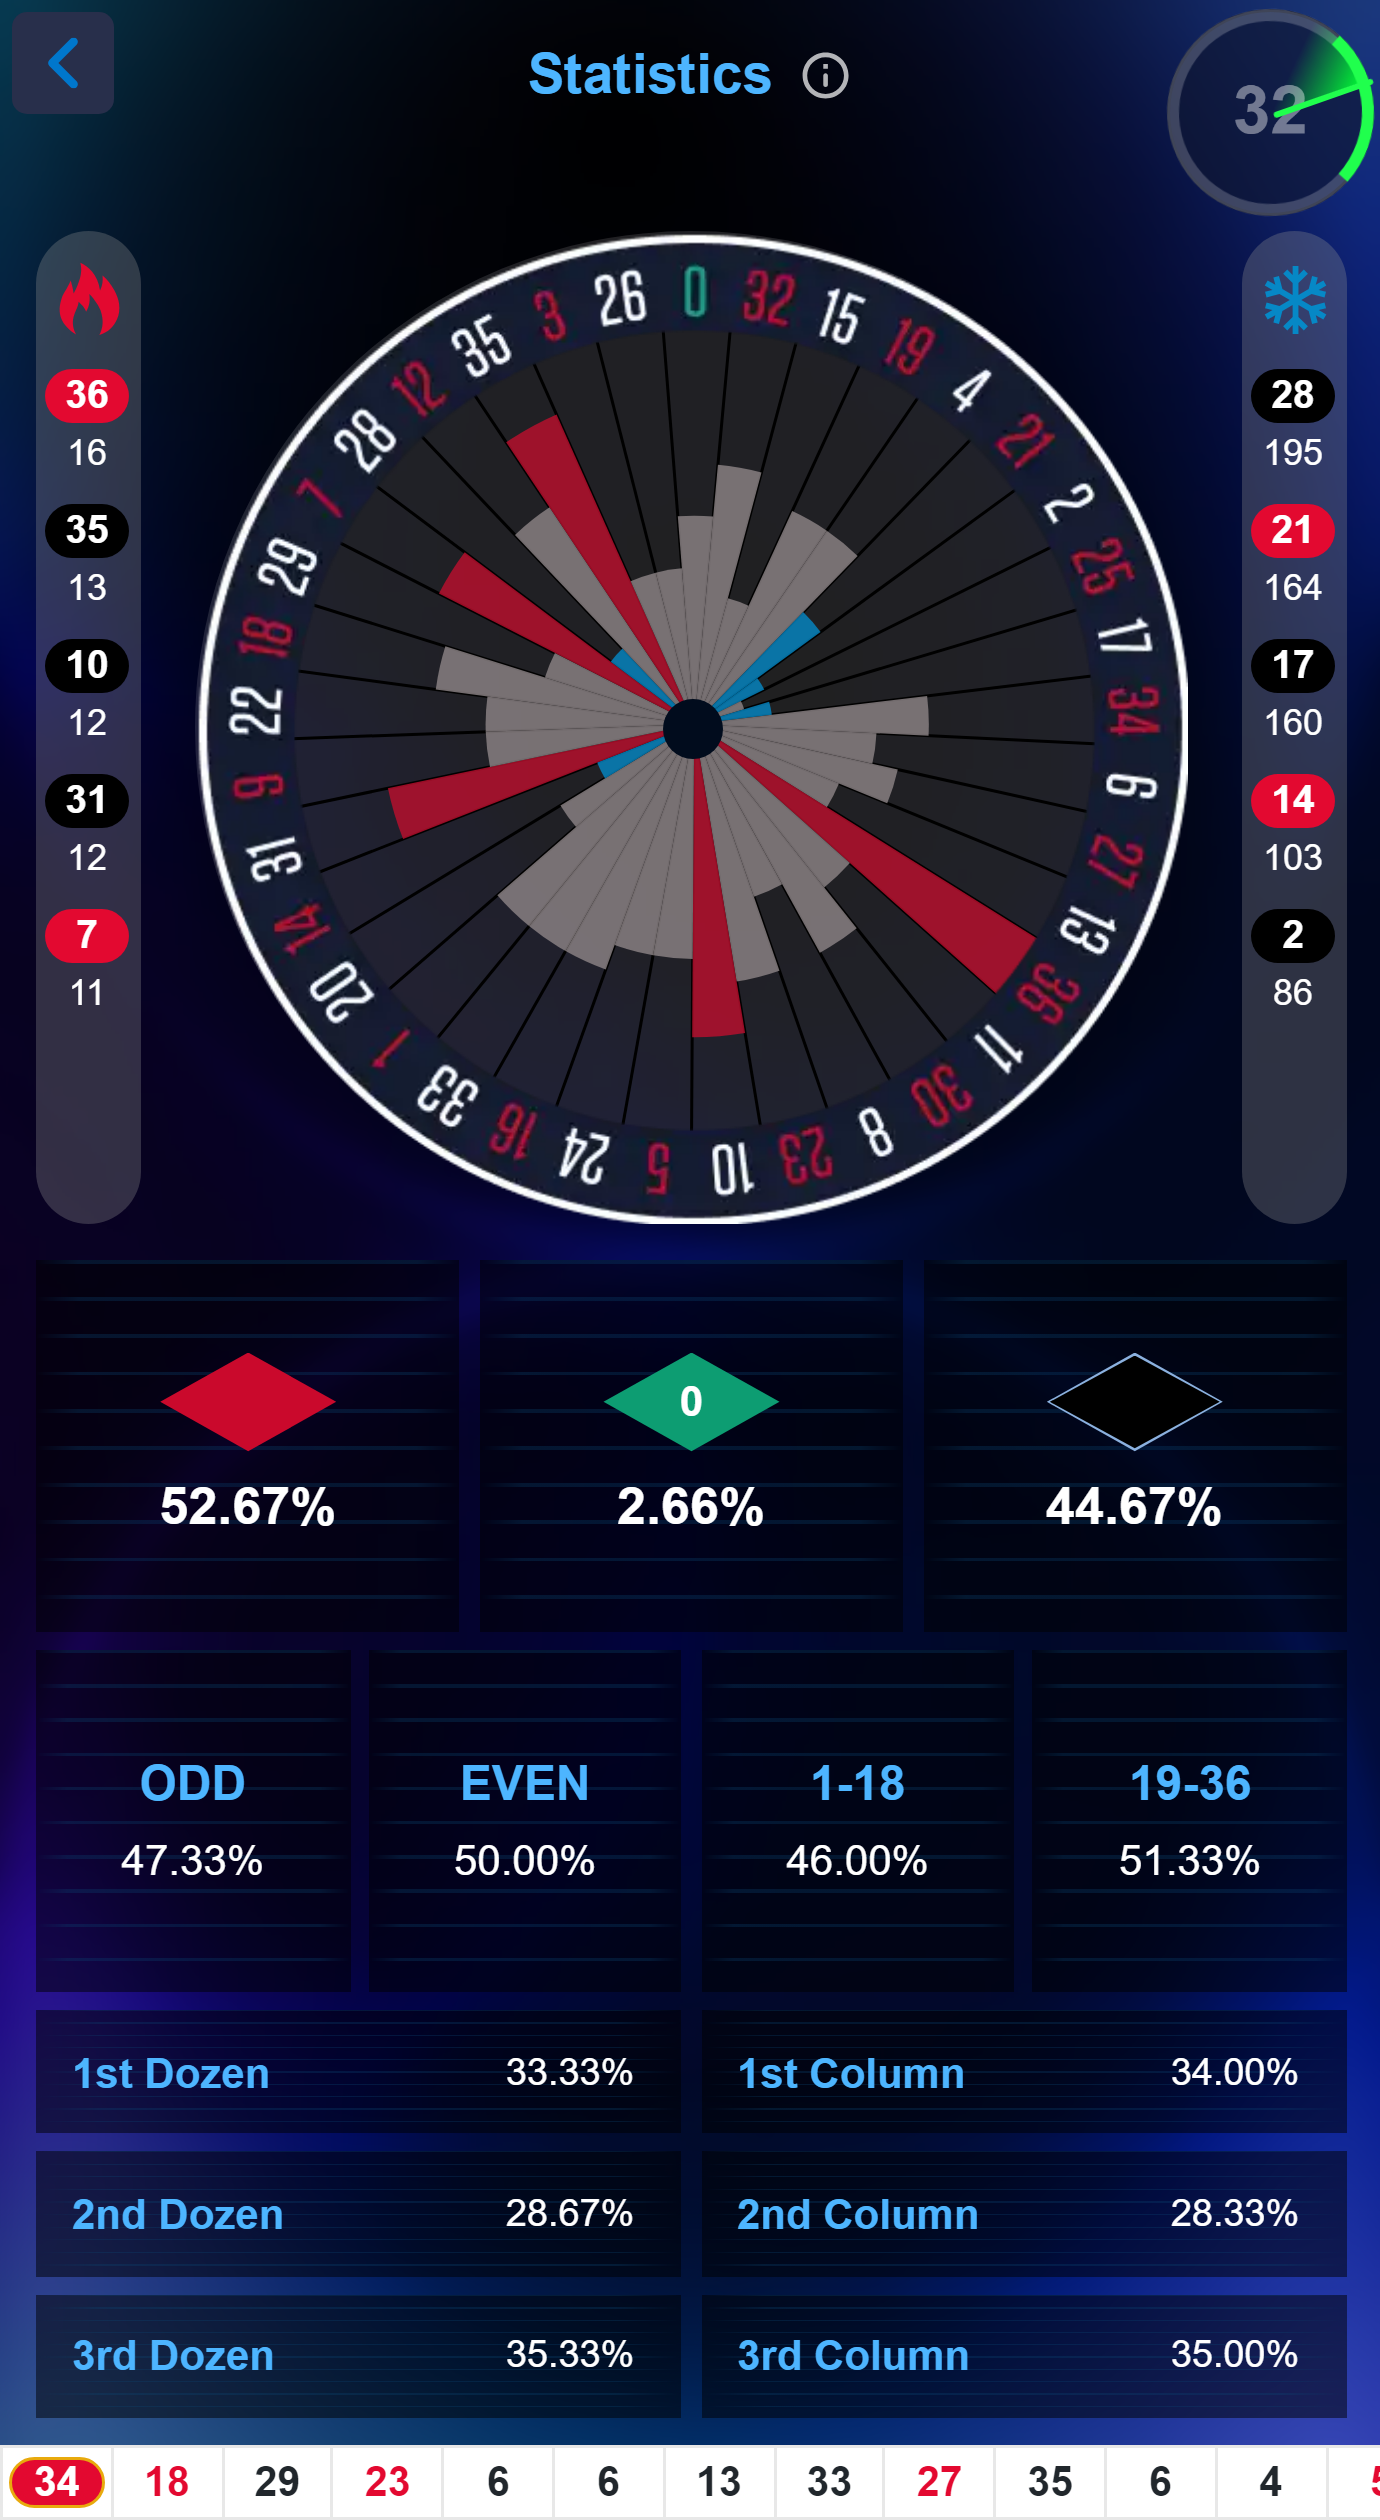 Statistics
32
0 32 15 19 4 21 2 25 17 34 6 27 13 36 11 30 8 23 10 5 24 16 33 1 20 14 31 9 22 18 29 7 28 12 35 3 26
36
16
35
13
10
12
31
12
7
11
28
195
21
164
17
160
14
103
2
86
0
52.67% 2.66% 44.67%
ODD EVEN 1-18 19-36
47.33% 50.00% 46.00% 51.33%
1st Dozen 33.33% 1st Column 34.00%
2nd Dozen 28.67% 2nd Column 28.33%
3rd Dozen 35.33% 3rd Column 35.00%
34 18 29 23 6 6 13 33 27 35 6 4